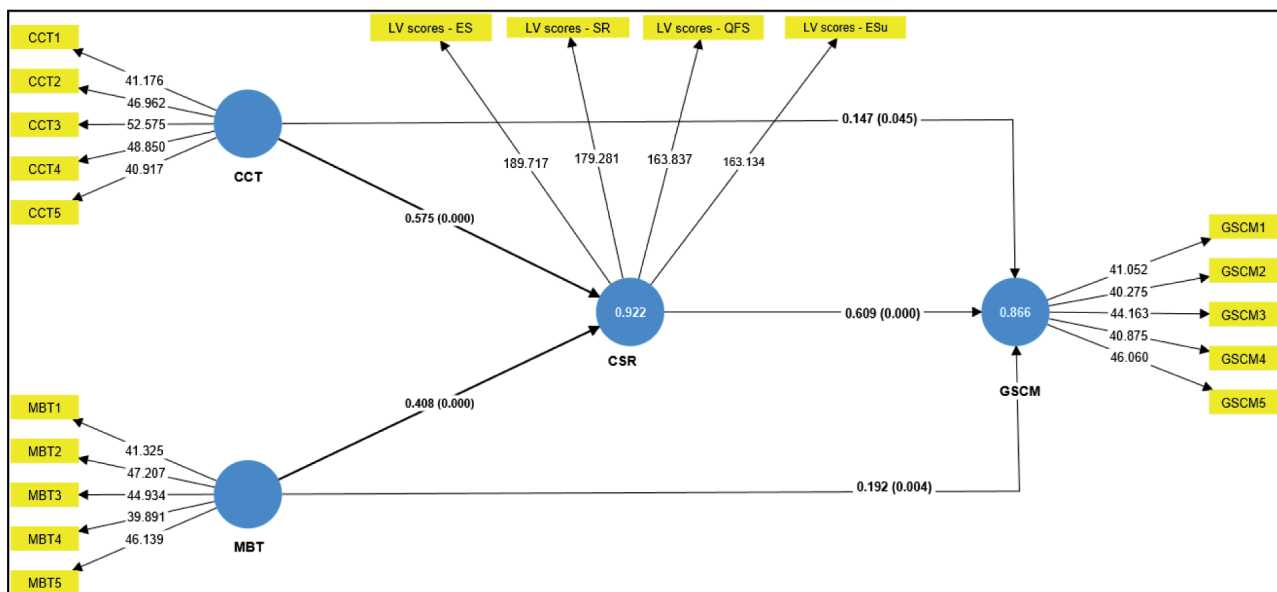 LV scores - ES
LV scores - SR
LV scores - QFS
LV scores - ESu
CCT1
CCT2
CCT3
CCT4
CCT5
41.176
46.962
52.575
48.850
40.917
CCT
189.717
179.281
163.837
163.134
0.147 (0.045)
0.575 (0.000)
0.922
CSR
0.609 (0.000)
0.866
GSCM
41.052
40.275
44.163
40.875
46.060
GSCM1
GSCM2
GSCM3
GSCM4
GSCM5
0.408 (0.000)
MBT1
MBT2
MBT3
MBT4
MBT5
41.325
47.207
44.934
39.891
46.139
MBT
0.192 (0.004)